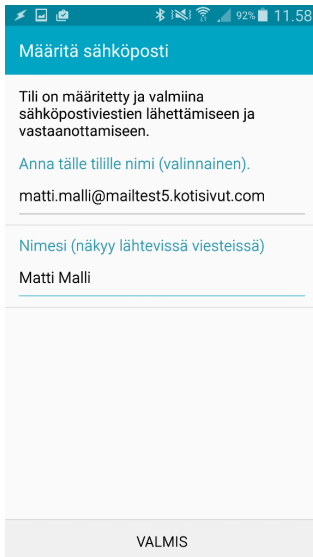 92% 11.58
Määritä sähköposti
Tili on määritetty ja valmiina
sähköpostiviestien lähettämiseen ja
vastaanottamiseen.
Anna tälle tilille nimi (valinnainen).
matti.malli@mailtest5.kotisivut.com
Nimesi (näkyy lähtevissä viesteissä)
Matti Malli
VALMIS